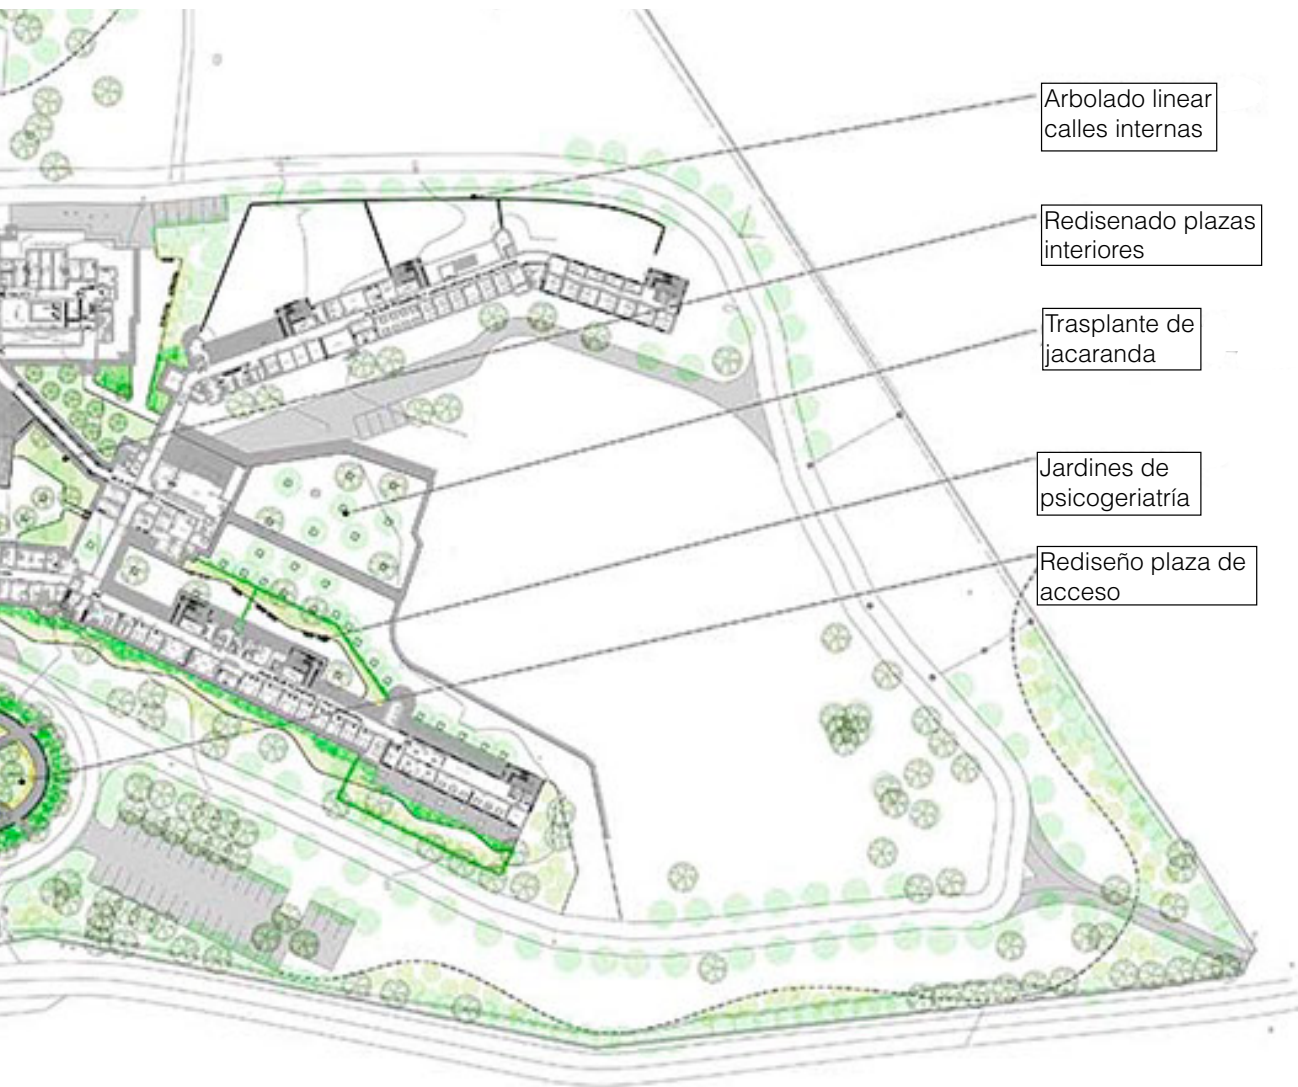 Arbolado linear
calles internas
Redisenado plazas
interiores
Trasplante de
jacaranda
Jardines de
psicogeriatría
Rediseño plaza de
acceso